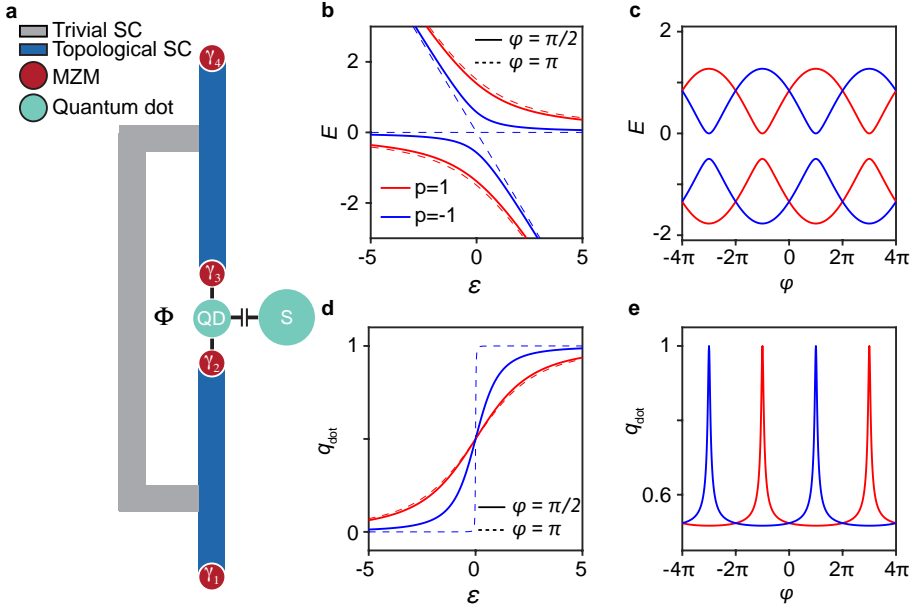 a
Trivial SC
Topological SC
MZM
Quantum dot
γ4
γ3
Φ
QD
S
γ2
γ1
b
E
2
0
-2
-5
0
5
ε
φ = π/2
φ = π
p=1
p=-1
c
E
2
0
-2
-4π
-2π
0
2π
4π
φ
d
q_dot
1
0
-5
0
5
ε
φ = π/2
φ = π
e
q_dot
1
0.6
-4π
-2π
0
2π
4π
φ